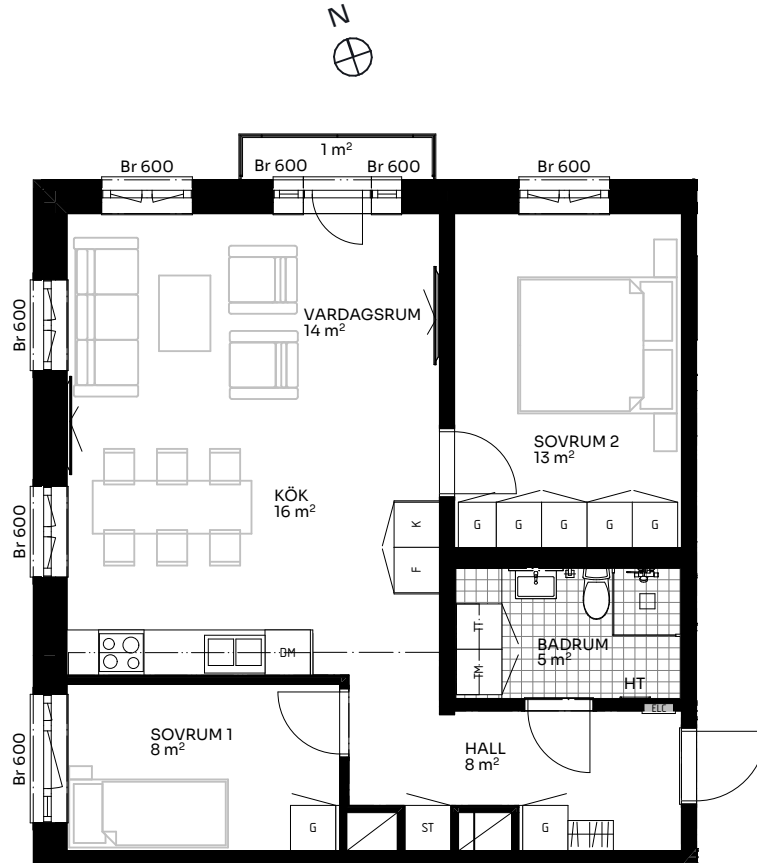 N
1 m²
Br 600
Br 600
Br 600
Br 600
Br 600
VARDAGSRUM
14 m²
SOVRUM 2
13 m²
KÖK
16 m²
Br 600
K
F
G
G
G
G
G
TT
TM
BADRUM
5 m²
HT
ELC
DM
SOVRUM 1
8 m²
Br 600
HALL
8 m²
G
ST
G